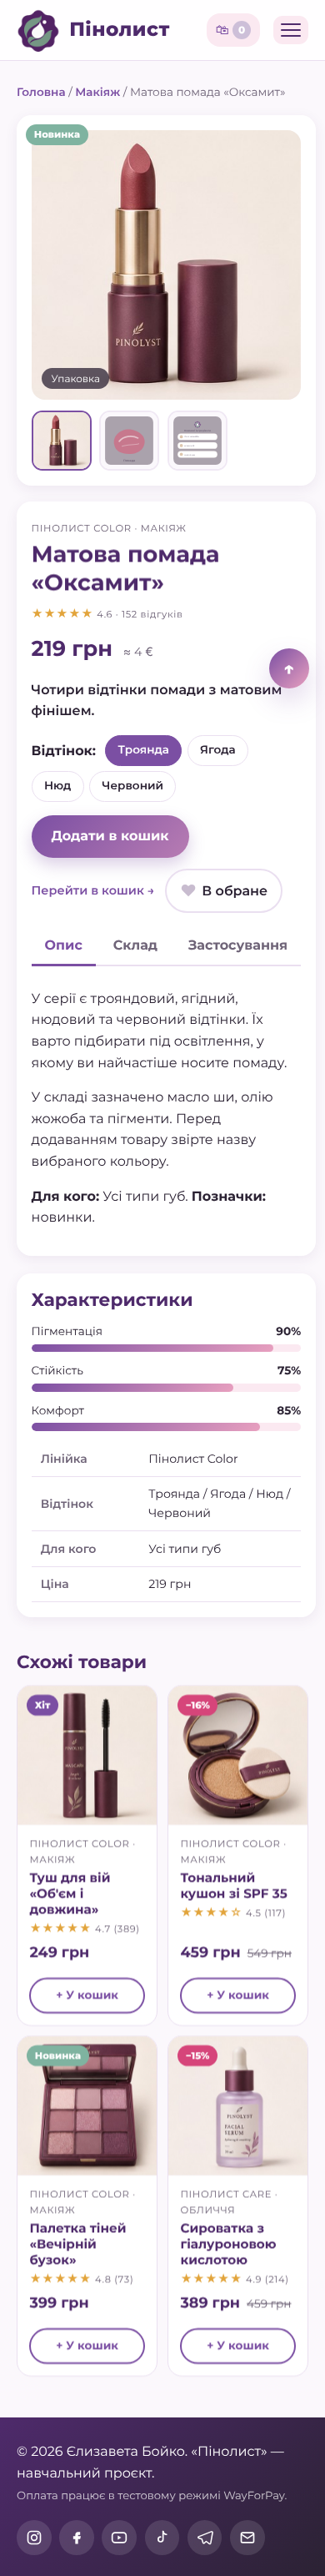 Пінолист
0
Головна / Макіяж / Матова помада «Оксамит»
Новинка
PINOLYST
Упаковка
ПІНОЛИСТ COLOR · МАКІЯЖ
Матова помада
«Оксамит»
★★★★★ 4.6 · 152 відгуків
219 грн ≈ 4 €
Чотири відтінки помади з матовим
фінішем.
Відтінок: Троянда Ягода
Нюд Червоний
Додати в кошик
Перейти в кошик → В обране
Опис Склад Застосування
У серії є трояндовий, ягідний,
нюдовий та червоний відтінки. Їх
варто підбирати під освітлення, у
якому ви найчастіше носите помаду.
У складі зазначено масло ши, олію
жожоба та пігменти. Перед
додаванням товару звірте назву
вибраного кольору.
Для кого: Усі типи губ. Позначки:
новинки.
Характеристики
Пігментація 90%
Стійкість 75%
Комфорт 85%
Лінійка Пінолист Color
Відтінок Троянда / Ягода / Нюд /
Червоний
Для кого Усі типи губ
Ціна 219 грн
Схожі товари
Хіт
ПІНОЛИСТ COLOR ·
МАКІЯЖ
Туш для вій
«Об'єм і
довжина»
★★★★★ 4.7 (389)
249 грн
+ У кошик
−16%
ПІНОЛИСТ COLOR ·
МАКІЯЖ
Тональний
кушон зі SPF 35
★★★★☆ 4.5 (117)
459 грн 549 грн
+ У кошик
Новинка
ПІНОЛИСТ COLOR ·
МАКІЯЖ
Палетка тіней
«Вечірній
бузок»
★★★★★ 4.8 (73)
399 грн
+ У кошик
−15%
PINOLYST
FACIAL
SERUM
ПІНОЛИСТ CARE ·
ОБЛИЧЧЯ
Сироватка з
гіалуроновою
кислотою
★★★★★ 4.9 (214)
389 грн 459 грн
+ У кошик
© 2026 Єлизавета Бойко. «Пінолист» —
навчальний проєкт.
Оплата працює в тестовому режимі WayForPay.